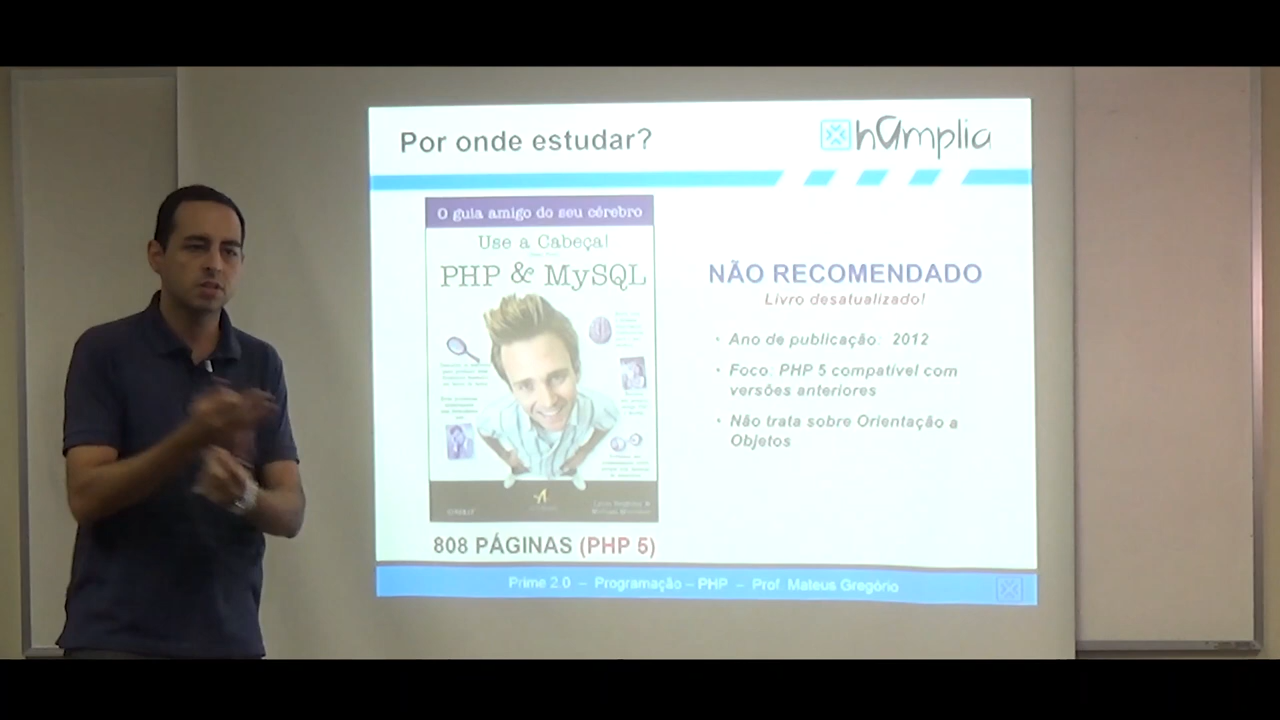 Por onde estudar?
hamplia
O guia amigo do seu cérebro
Use a Cabeça!
PHP & MySQL
808 PÁGINAS (PHP 5)
NÃO RECOMENDADO
Livro desatualizado!
• Ano de publicação: 2012
• Foco: PHP 5 compatível com
versões anteriores
• Não trata sobre Orientação a
Objetos
Prime 2.0 – Programação – PHP – Prof. Mateus Gregório